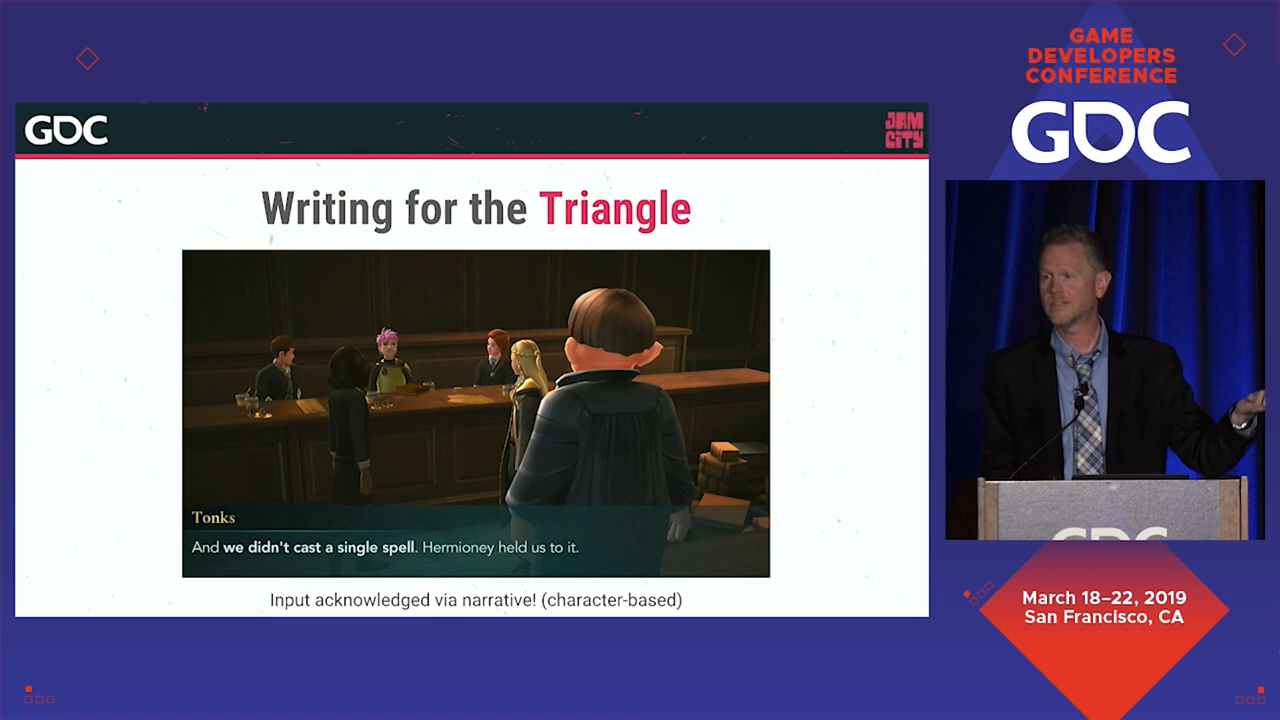 GDC
JAM
CITY
Writing for the Triangle
Tonks
And we didn't cast a single spell. Hermioney held us to it.
Input acknowledged via narrative! (character-based)
GAME
DEVELOPERS
CONFERENCE
GDC
GDC
March 18–22, 2019
San Francisco, CA